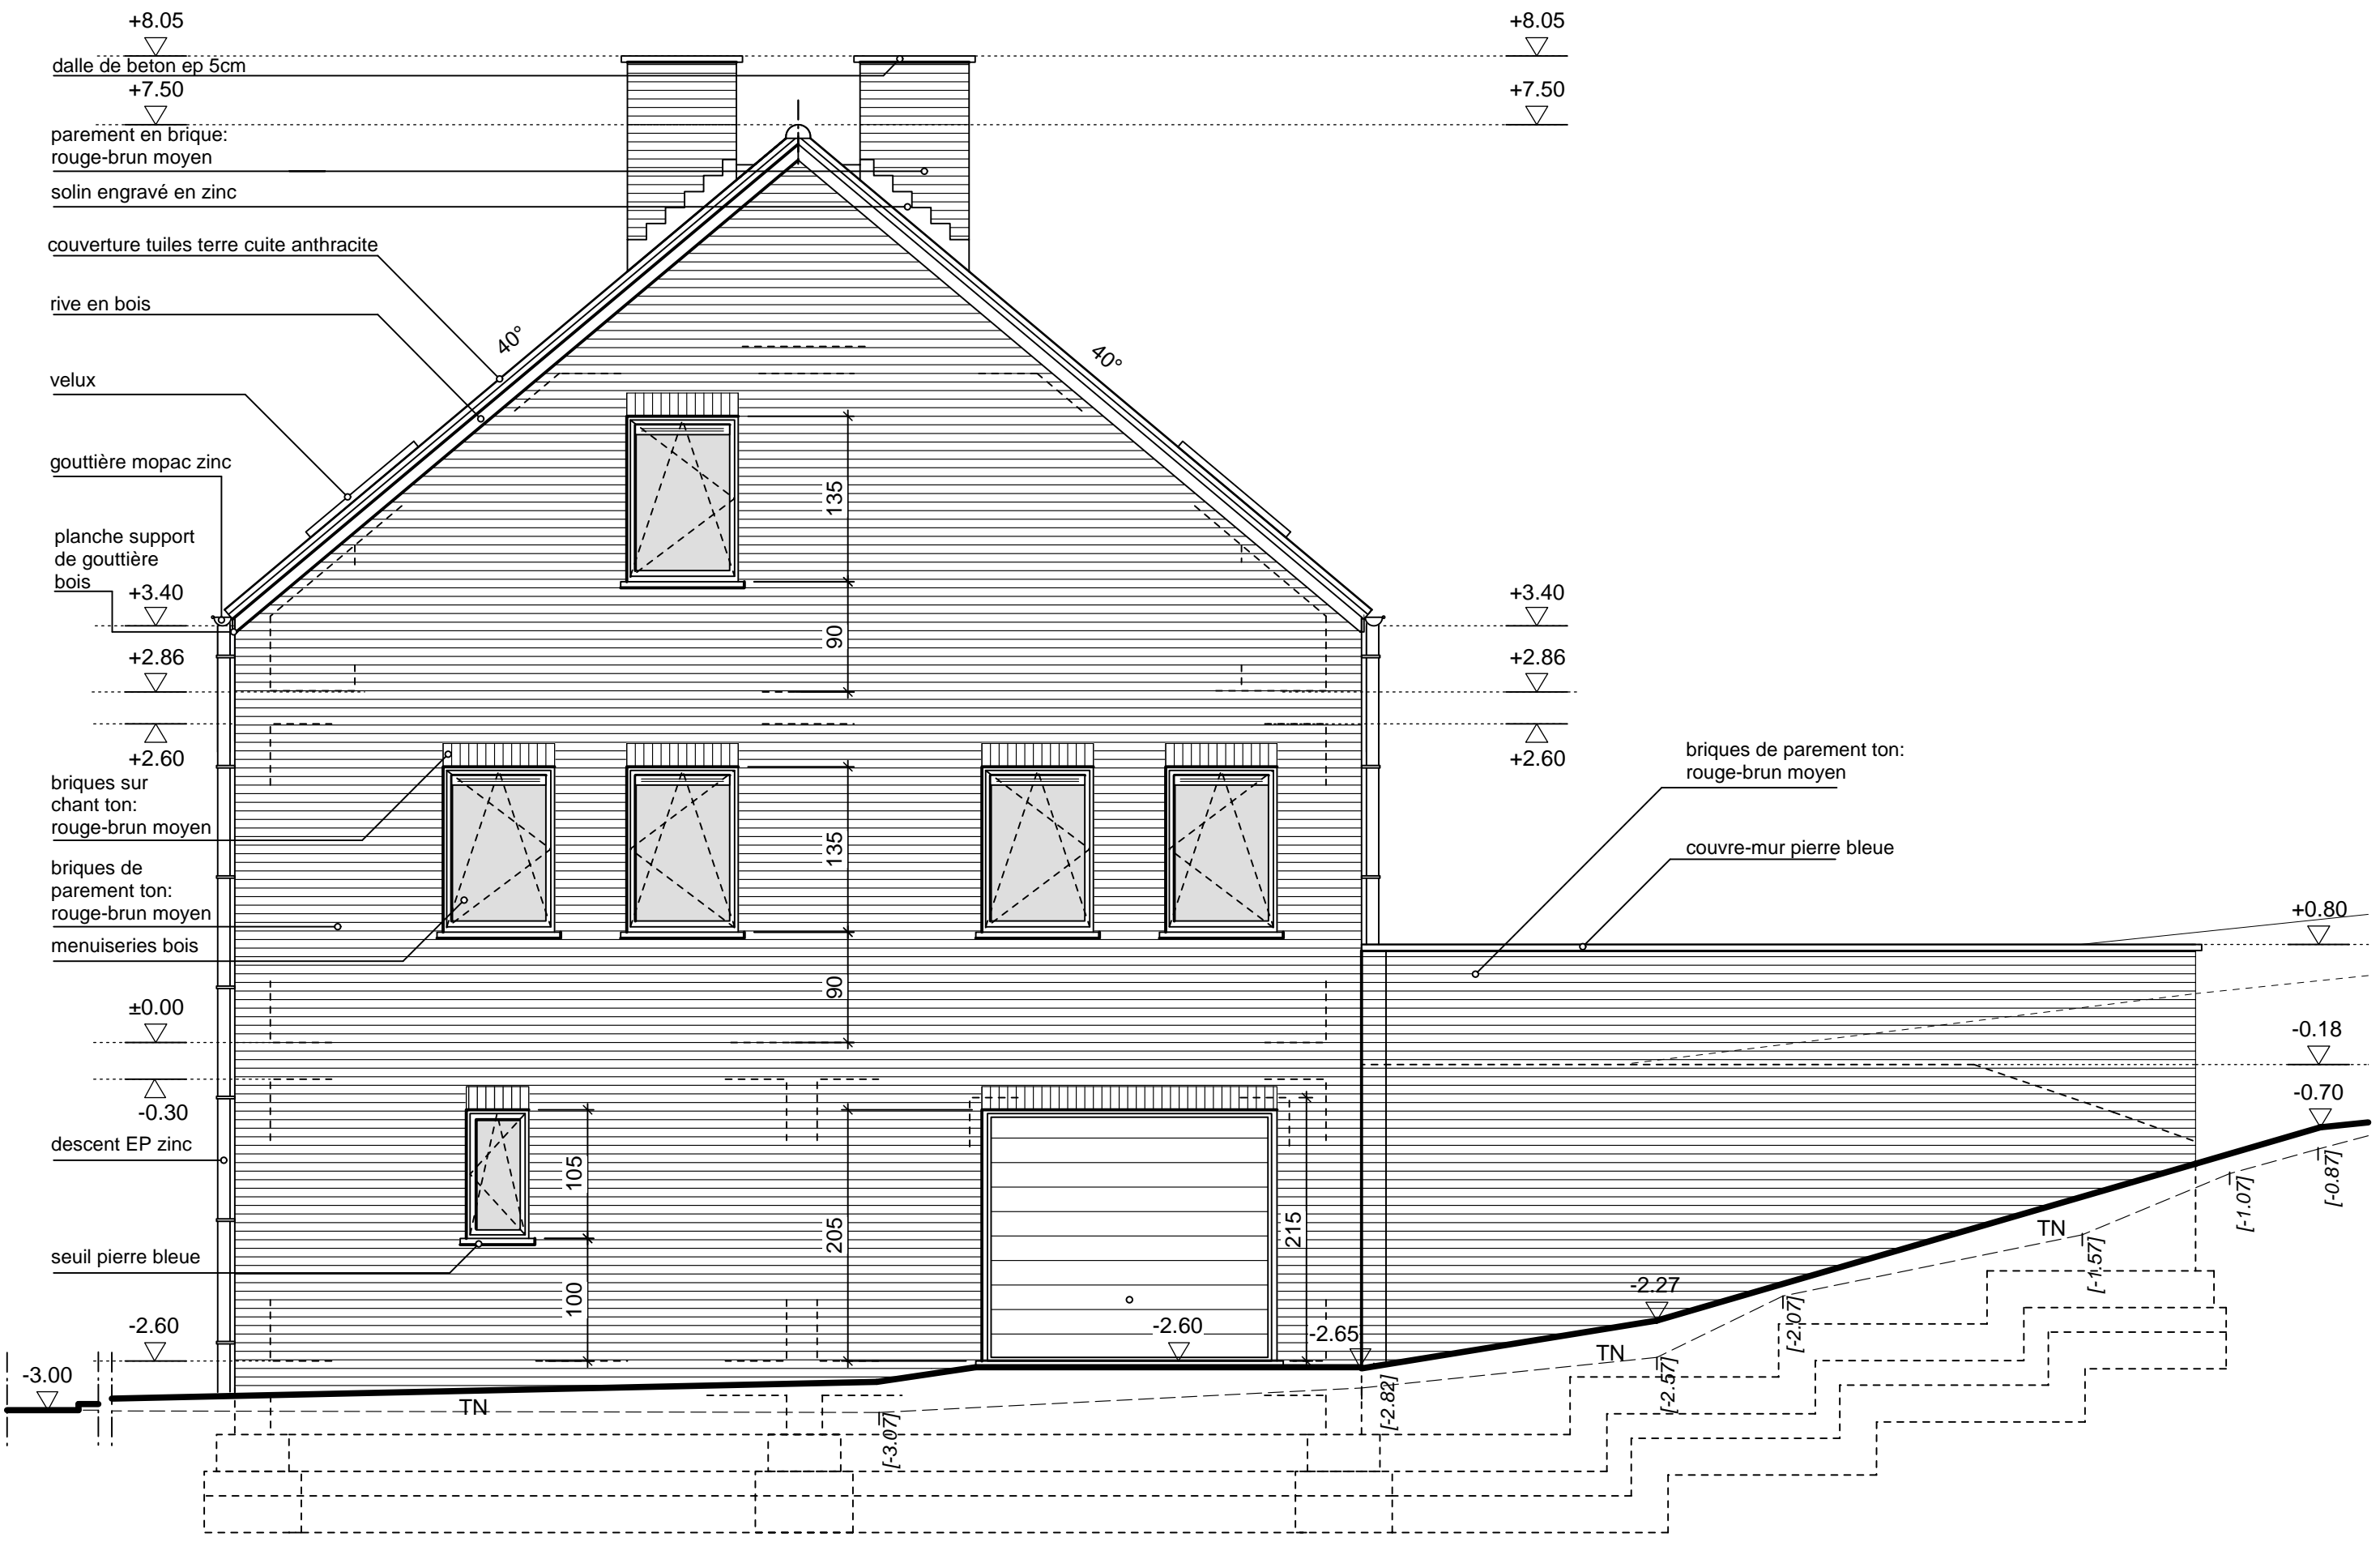 +8.05
+8.05
dalle de beton ep 5cm
+7.50
+7.50
parement en brique:
rouge-brun moyen
solin engravé en zinc
couverture tuiles terre cuite anthracite
rive en bois
40°
40°
velux
gouttière mopac zinc
135
planche support
de gouttière
bois
+3.40
+3.40
90
+2.86
+2.86
+2.60
+2.60
briques de parement ton:
rouge-brun moyen
briques sur
chant ton:
rouge-brun moyen
135
couvre-mur pierre bleue
briques de
parement ton:
rouge-brun moyen
+0.80
menuiseries bois
90
±0.00
-0.18
-0.30
-0.70
descent EP zinc
105
[-0.87]
[-1.07]
205
215
TN
seuil pierre bleue
[-1.57]
-2.27
100
-2.60
-2.60
-2.65
[-2.07]
TN
-3.00
[-2.57]
[-2.82]
TN
[-3.07]